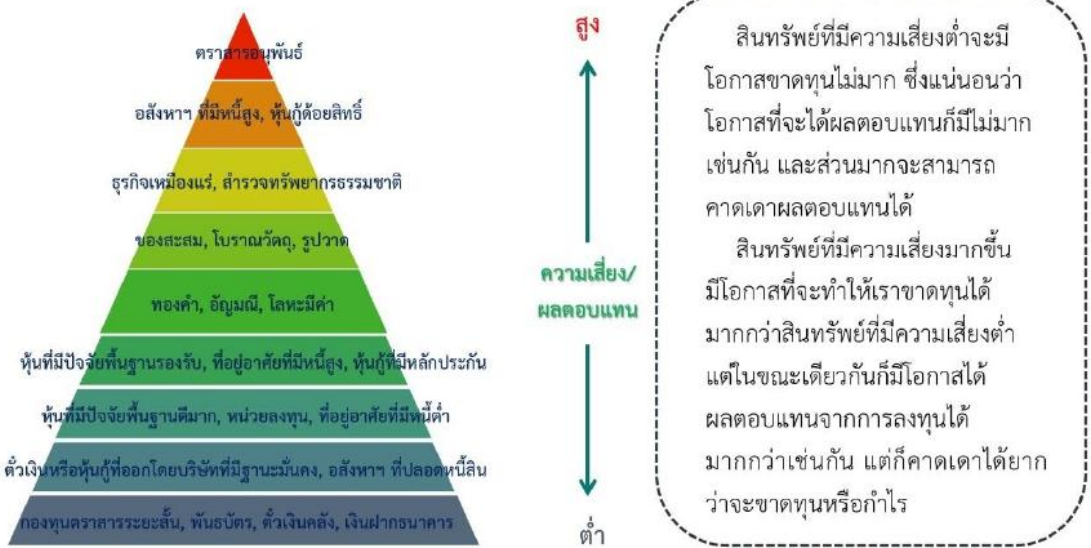 ตราสารอนุพันธ์
อสังหาฯ ที่มีหนี้สูง, หุ้นกู้ด้อยสิทธิ์
ธุรกิจเหมืองแร่, สำรวจทรัพยากรธรรมชาติ
ของสะสม, โบราณวัตถุ, รูปวาด
ทองคำ, อัญมณี, โลหะมีค่า
หุ้นที่มีปัจจัยพื้นฐานรองรับ, ที่อยู่อาศัยที่มีหนี้สูง, หุ้นกู้ที่มีหลักประกัน
หุ้นที่มีปัจจัยพื้นฐานดีมาก, หน่วยลงทุน, ที่อยู่อาศัยที่มีหนี้ต่ำ
ตั๋วเงินหรือหุ้นกู้ที่ออกโดยบริษัทที่มีฐานะมั่นคง, อสังหาฯ ที่ปลอดหนี้สิน
กองทุนตราสารระยะสั้น, พันธบัตร, ตั๋วเงินคลัง, เงินฝากธนาคาร
สูง
ความเสี่ยง/
ผลตอบแทน
ต่ำ
สินทรัพย์ที่มีความเสี่ยงต่ำจะมี
โอกาสขาดทุนไม่มาก ซึ่งแน่นอนว่า
โอกาสที่จะได้ผลตอบแทนก็มีไม่มาก
เช่นกัน และส่วนมากจะสามารถ
คาดเดาผลตอบแทนได้
สินทรัพย์ที่มีความเสี่ยงมากขึ้น
มีโอกาสที่จะทำให้เราขาดทุนได้
มากกว่าสินทรัพย์ที่มีความเสี่ยงต่ำ
แต่ในขณะเดียวกันก็มีโอกาสได้
ผลตอบแทนจากการลงทุนได้
มากกว่าเช่นกัน แต่ก็คาดเดาได้ยาก
ว่าจะขาดทุนหรือกำไร